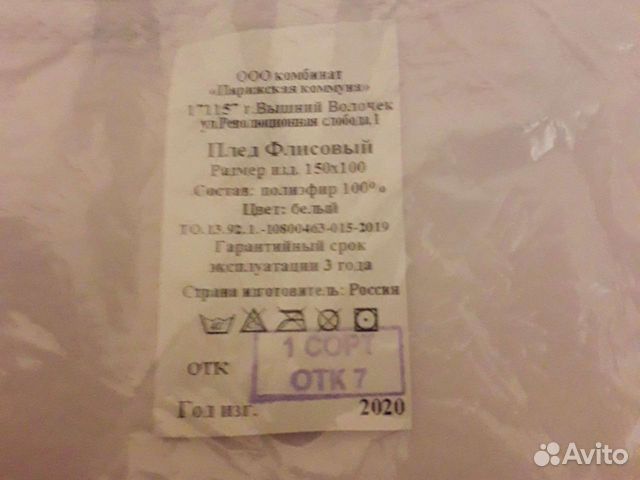 ООО комбинат
«Парижская коммуна»
171157 г.Вышний Волочек
ул.Революционная слобода,1
Плед Флисовый
Размер изд. 150х100
Состав: полиэфир 100%
Цвет: белый
ТО.13.92.1.-10800463-015-2019
Гарантийный срок
эксплуатации 3 года
Страна изготовитель: Россия
1 СОРТ
ОТК ОТК 7
Год изг. 2020
Avito